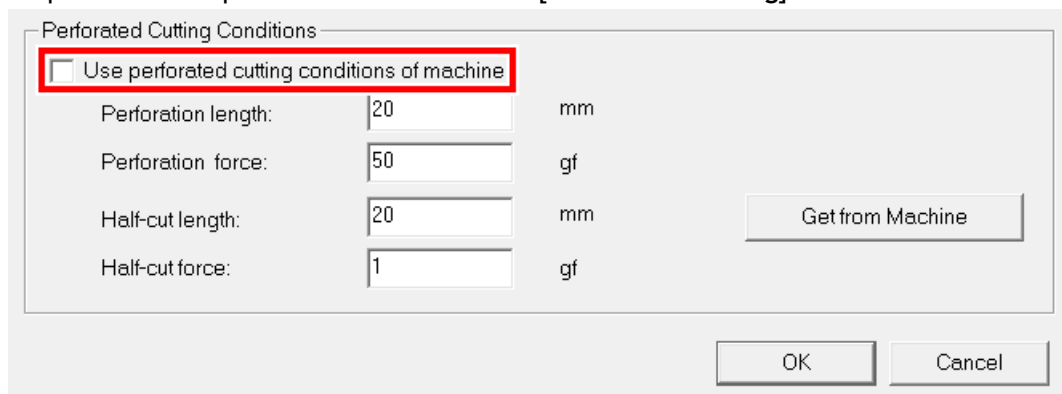 Perforated Cutting Conditions
Use perforated cutting conditions of machine
Perforation length: 20 mm
Perforation force: 50 gf
Half-cut length: 20 mm Get from Machine
Half-cut force: 1 gf
OK Cancel